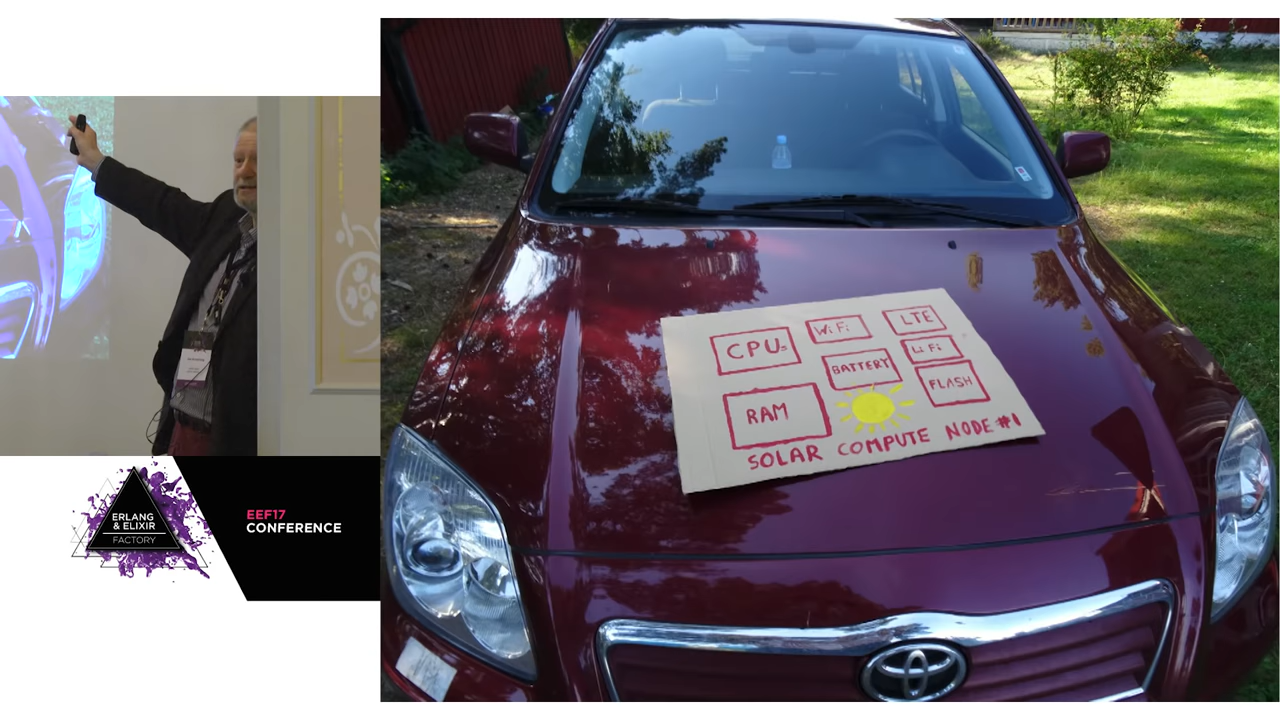 ERLANG
& ELIXIR
FACTORY
EEF17
CONFERENCE
CPUs
WiFi
LTE
BATTERY
LiFi
RAM
FLASH
SOLAR COMPUTE NODE #1